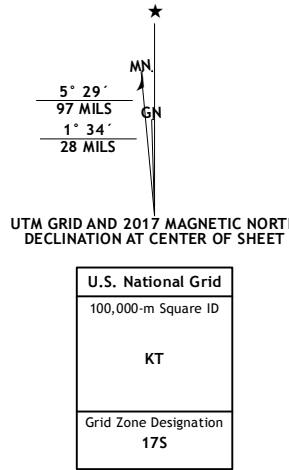 MN
GN
5° 29´
97 MILS
1° 34´
28 MILS
UTM GRID AND 2017 MAGNETIC NORT
DECLINATION AT CENTER OF SHEET
U.S. National Grid
100,000-m Square ID
KT
Grid Zone Designation
17S